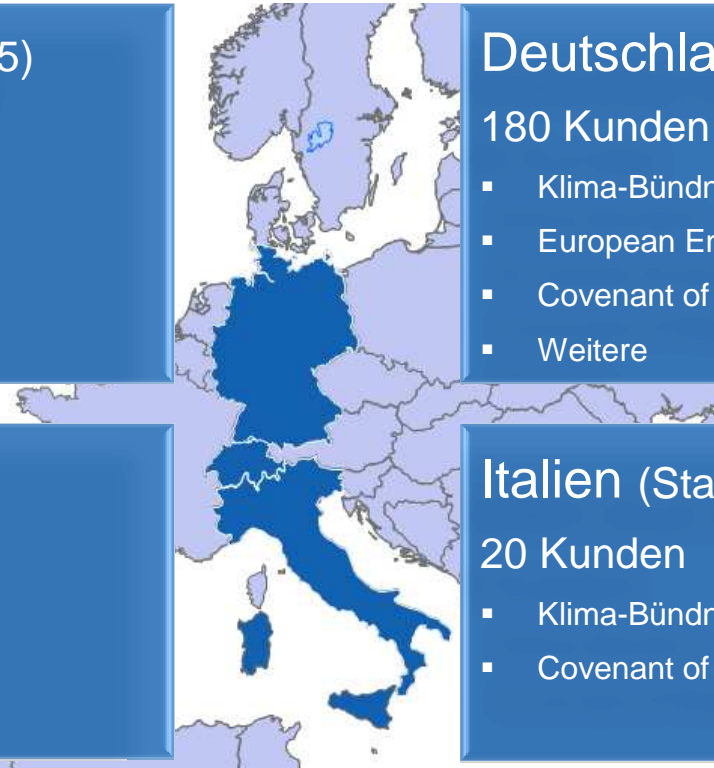 5)
Deutschla
180 Kunden
▪ Klima-Bündn
▪ European En
▪ Covenant of
▪ Weitere
Italien (Sta
20 Kunden
▪ Klima-Bündn
▪ Covenant of